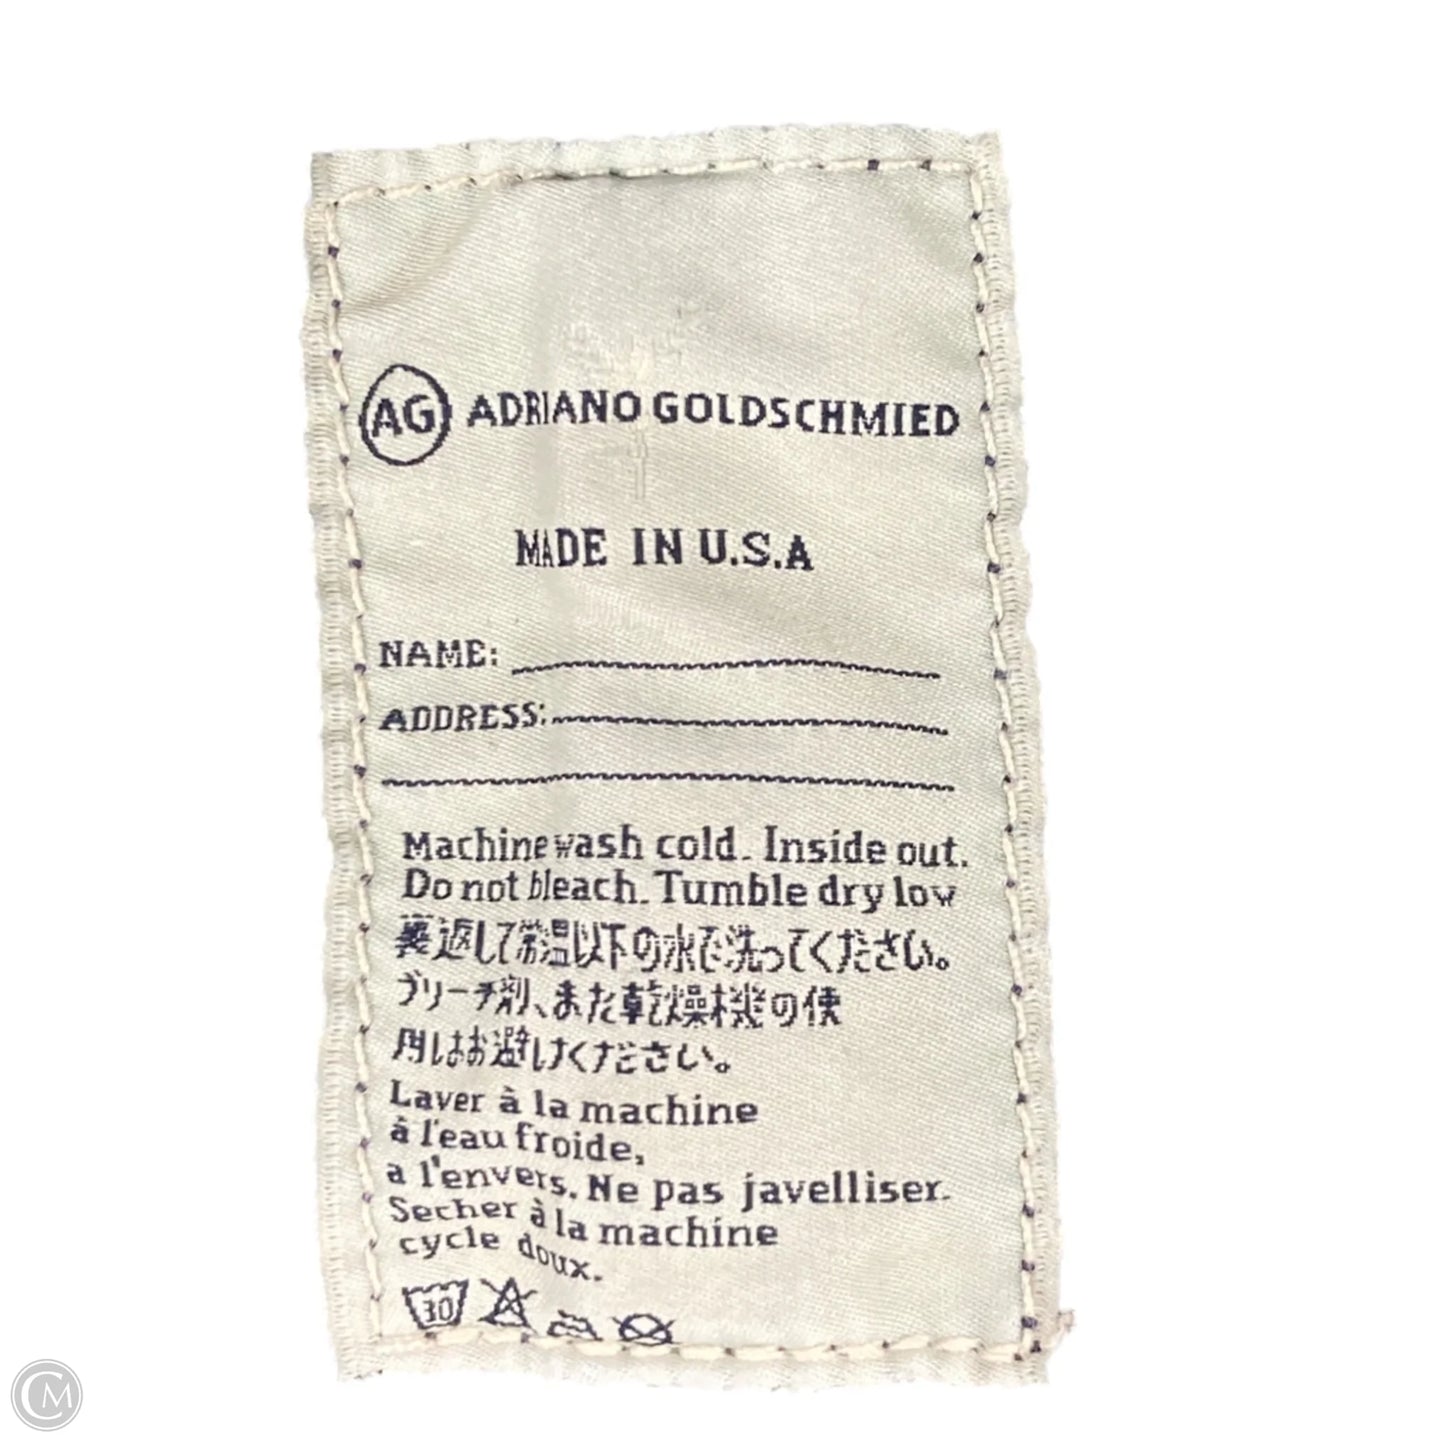 AG ADRIANO GOLDSCHMIED
MADE IN U.S.A
NAME:
ADDRESS:
Machine wash cold. Inside out.
Do not bleach. Tumble dry low
裏返して常温以下の水で洗ってください。
ブリーチ剤、また乾燥機の使
用はお避けください。
Laver à la machine
à l'eau froide,
a l'envers. Ne pas javelliser.
Secher à la machine
cycle doux.
30
CM